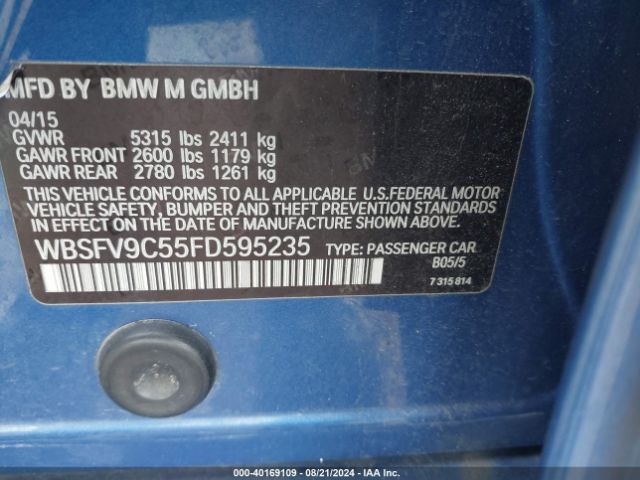 MFD BY BMW M GMBH
04/15
GVWR 5315 lbs 2411 kg
GAWR FRONT 2600 lbs 1179 kg
GAWR REAR 2780 lbs 1261 kg
THIS VEHICLE CONFORMS TO ALL APPLICABLE U.S.FEDERAL MOTOR
VEHICLE SAFETY, BUMPER AND THEFT PREVENTION STANDARDS
IN EFFECT ON THE DATE OF MANUFACTURE SHOWN ABOVE.
WBSFV9C55FD595235 TYPE: PASSENGER CAR
B05/5
7 315 814
000-40169109 - 08/21/2024 - IAA Inc.